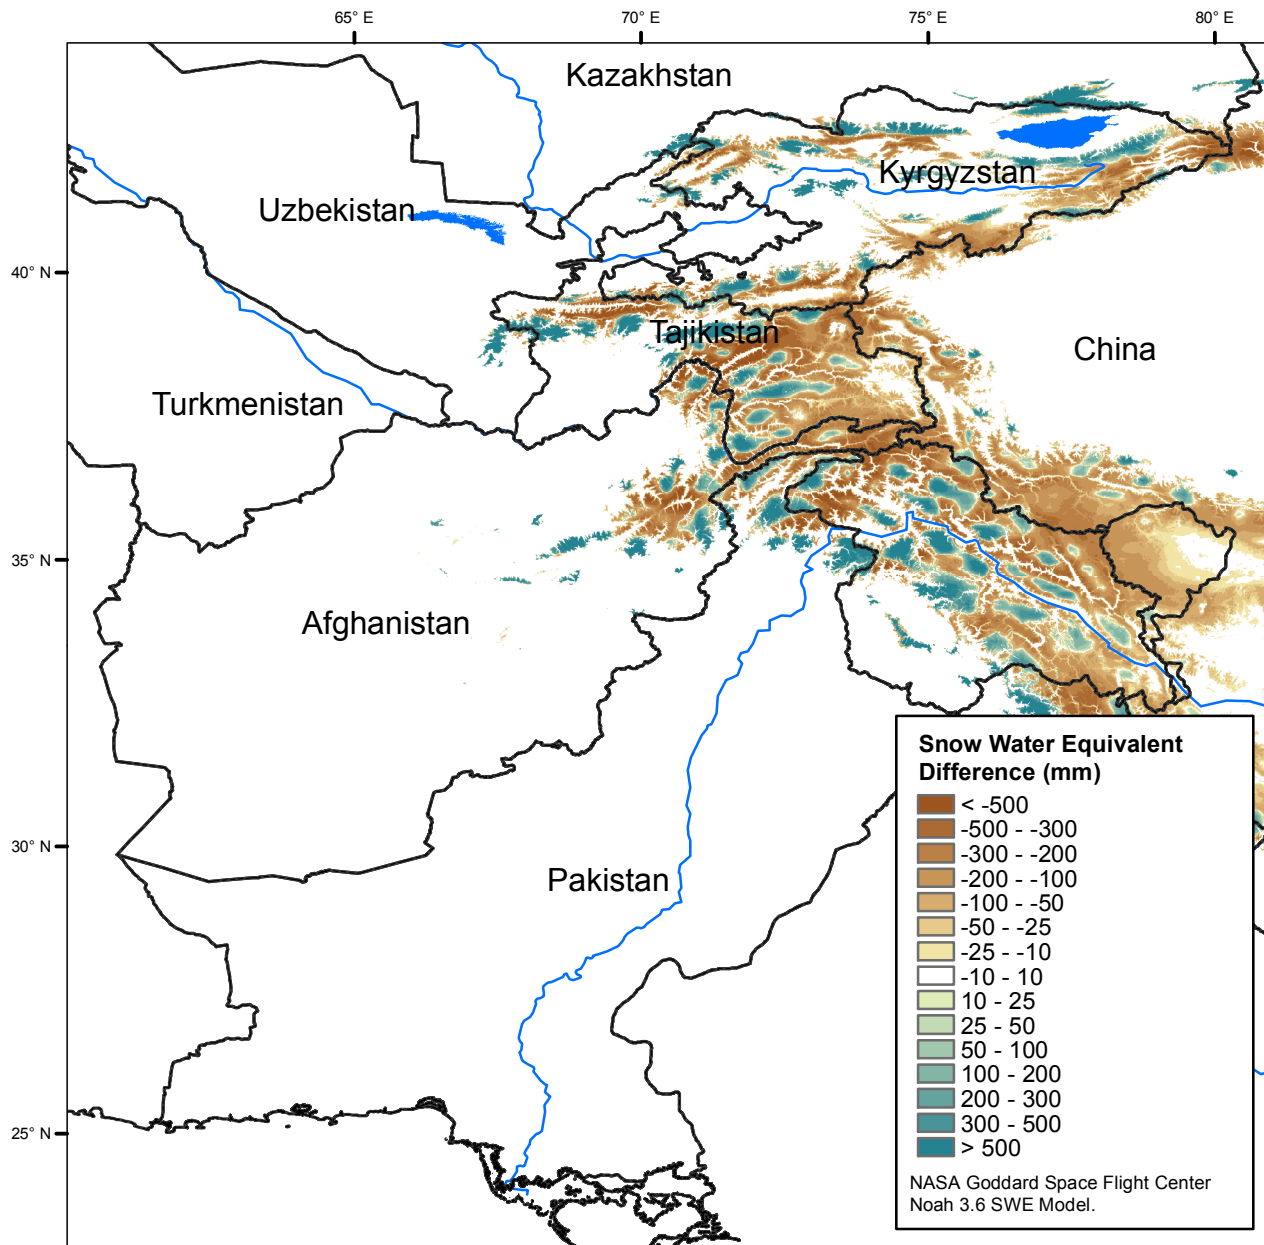 65° E
70° E
75° E
80° E
Kazakhstan
Kyrgyzstan
Uzbekistan
40° N
Tajikistan
China
Turkmenistan
35° N
Afghanistan
Snow Water Equivalent
Difference (mm)
< -500
-500 - -300
-300 - -200
-200 - -100
-100 - -50
-50 - -25
-25 - -10
-10 - 10
10 - 25
25 - 50
50 - 100
100 - 200
200 - 300
300 - 500
> 500
NASA Goddard Space Flight Center
Noah 3.6 SWE Model.
30° N
Pakistan
25° N